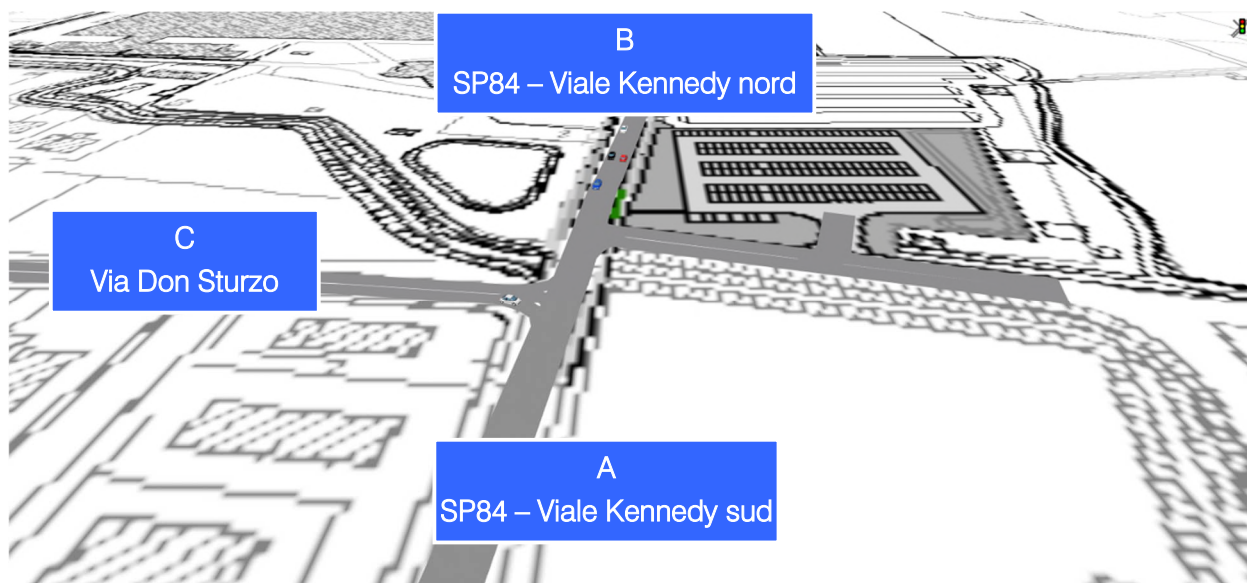 B
SP84 – Viale Kennedy nord
C
Via Don Sturzo
A
SP84 – Viale Kennedy sud